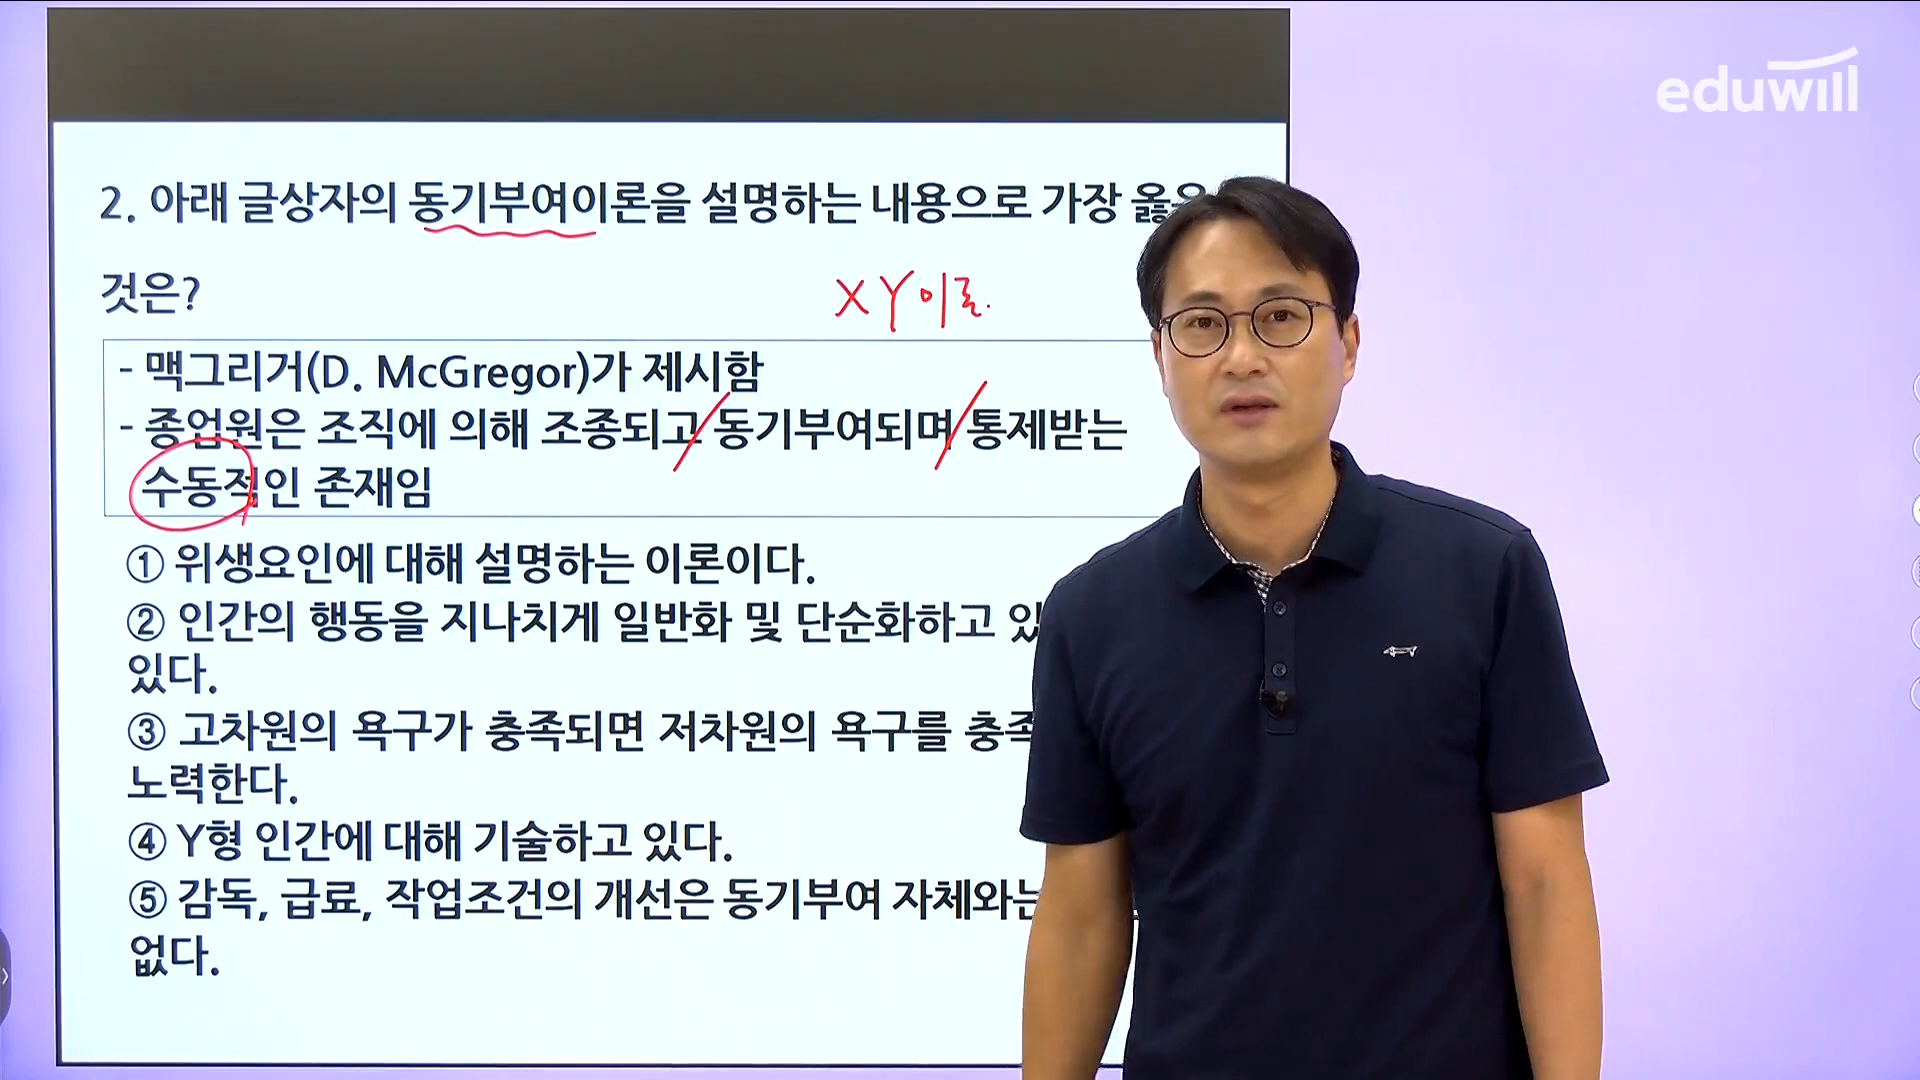 eduwill
2. 아래 글상자의 동기부여이론을 설명하는 내용으로 가장 옳은
것은?
XY이론
- 맥그리거(D. McGregor)가 제시함
- 종업원은 조직에 의해 조종되고 동기부여되며 통제받는
수동적인 존재임
① 위생요인에 대해 설명하는 이론이다.
② 인간의 행동을 지나치게 일반화 및 단순화하고 있
있다.
③ 고차원의 욕구가 충족되면 저차원의 욕구를 충족
노력한다.
④ Y형 인간에 대해 기술하고 있다.
⑤ 감독, 급료, 작업조건의 개선은 동기부여 자체와는
없다.